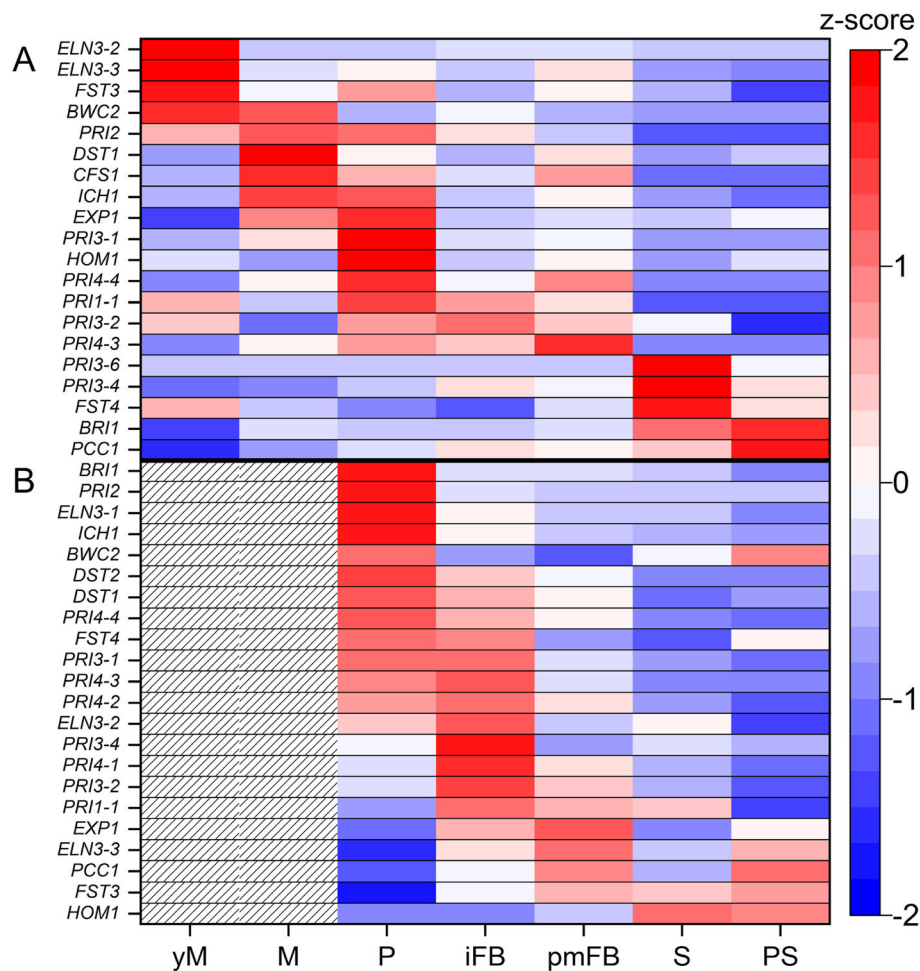 z-score
A
ELN3-2
ELN3-3
FST3
BWC2
PRI2
DST1
CFS1
ICH1
EXP1
PRI3-1
HOM1
PRI4-4
PRI1-1
PRI3-2
PRI4-3
PRI3-6
PRI3-4
FST4
BRI1
PCC1
B
BRI1
PRI2
ELN3-1
ICH1
BWC2
DST2
DST1
PRI4-4
FST4
PRI3-1
PRI4-3
PRI4-2
ELN3-2
PRI3-4
PRI4-1
PRI3-2
PRI1-1
EXP1
ELN3-3
PCC1
FST3
HOM1
yM M P iFB pmFB S PS
2
1
0
-1
-2